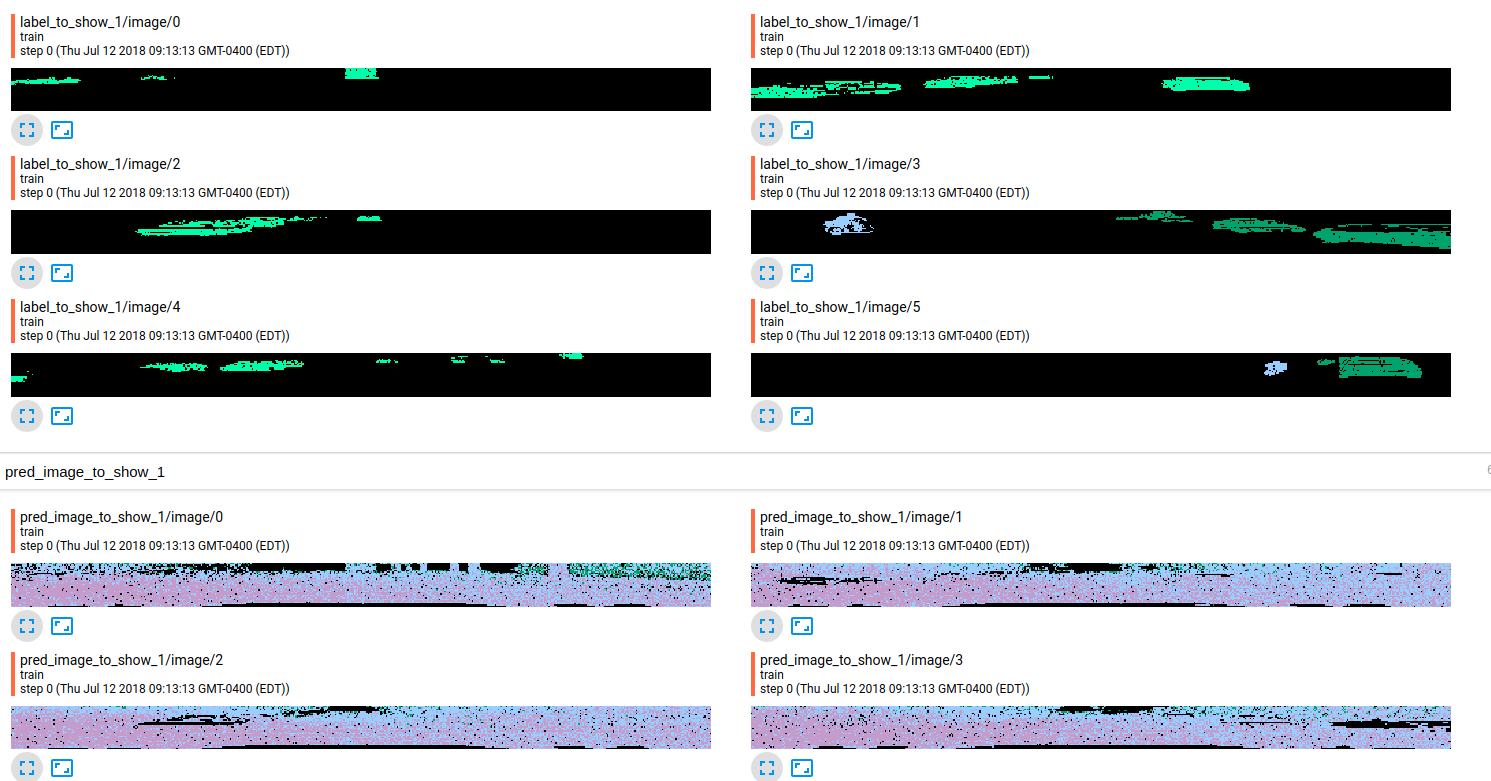 label_to_show_1/image/0
train
step 0 (Thu Jul 12 2018 09:13:13 GMT-0400 (EDT))
label_to_show_1/image/1
train
step 0 (Thu Jul 12 2018 09:13:13 GMT-0400 (EDT))
label_to_show_1/image/2
train
step 0 (Thu Jul 12 2018 09:13:13 GMT-0400 (EDT))
label_to_show_1/image/3
train
step 0 (Thu Jul 12 2018 09:13:13 GMT-0400 (EDT))
label_to_show_1/image/4
train
step 0 (Thu Jul 12 2018 09:13:13 GMT-0400 (EDT))
label_to_show_1/image/5
train
step 0 (Thu Jul 12 2018 09:13:13 GMT-0400 (EDT))
pred_image_to_show_1
pred_image_to_show_1/image/0
train
step 0 (Thu Jul 12 2018 09:13:13 GMT-0400 (EDT))
pred_image_to_show_1/image/1
train
step 0 (Thu Jul 12 2018 09:13:13 GMT-0400 (EDT))
pred_image_to_show_1/image/2
train
step 0 (Thu Jul 12 2018 09:13:13 GMT-0400 (EDT))
pred_image_to_show_1/image/3
train
step 0 (Thu Jul 12 2018 09:13:13 GMT-0400 (EDT))